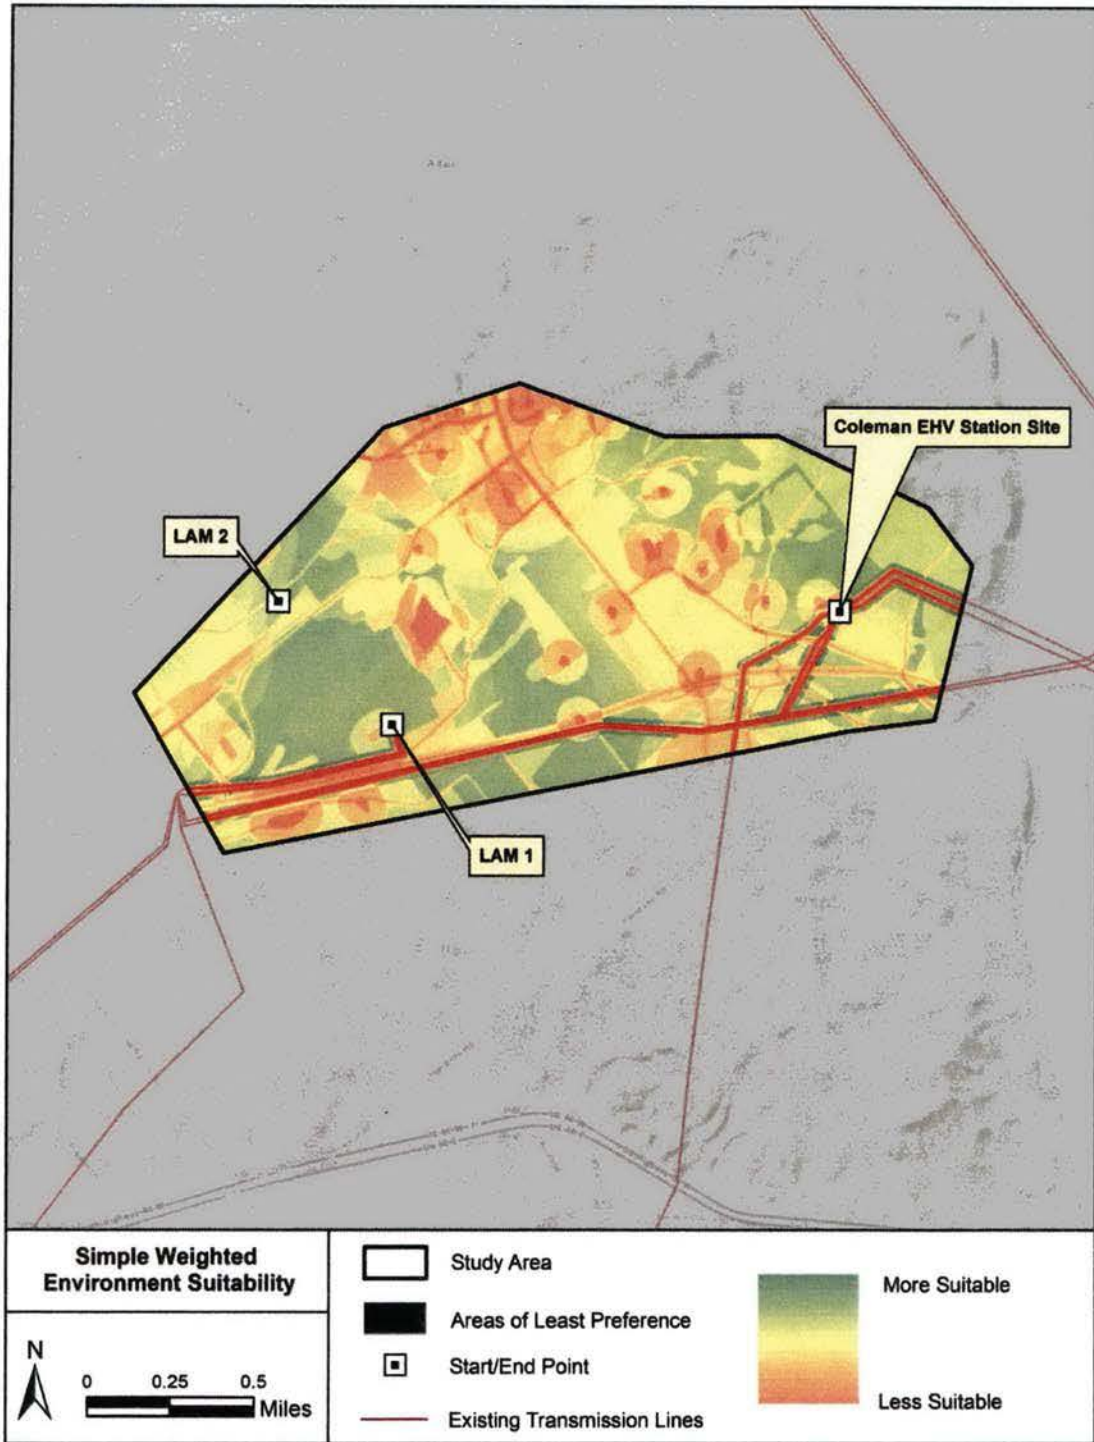 Coleman EHV Station Site
LAM 2
LAM 1
Simple Weighted
Environment Suitability
N
0 0.25 0.5
Miles
Study Area
Areas of Least Preference
Start/End Point
Existing Transmission Lines
More Suitable
Less Suitable